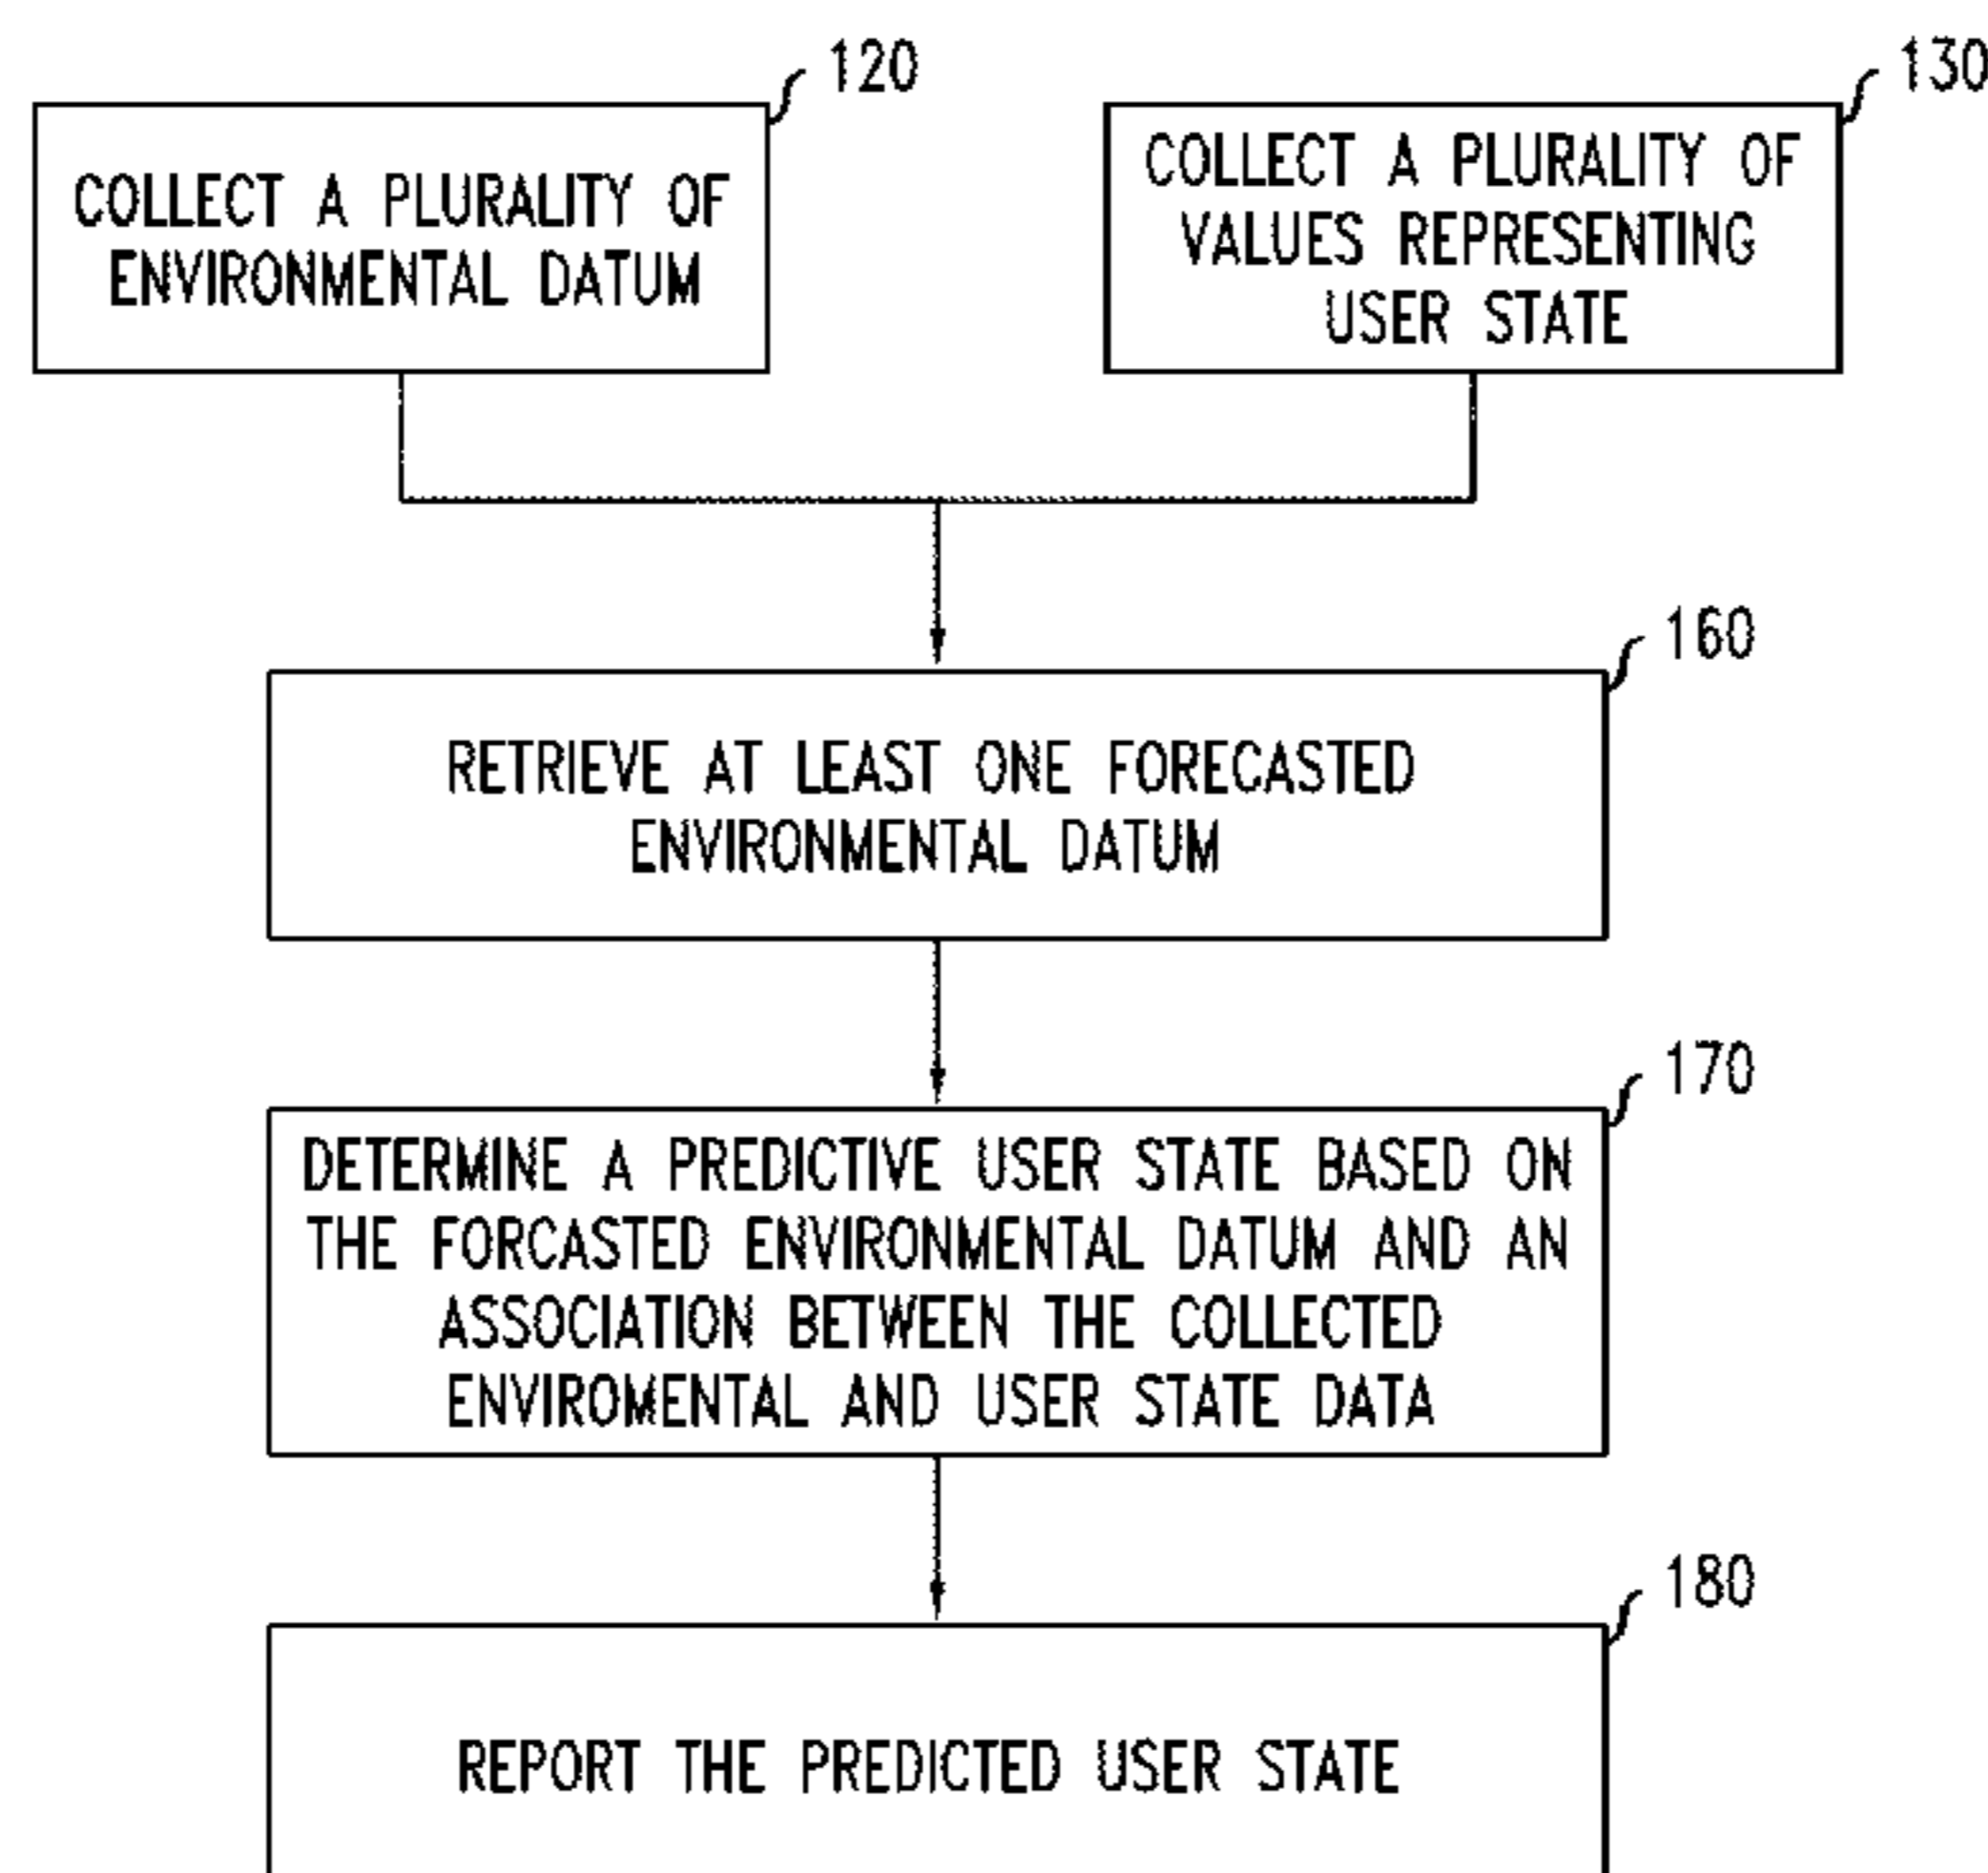 120
COLLECT A PLURALITY OF
ENVIRONMENTAL DATUM
130
COLLECT A PLURALITY OF
VALUES REPRESENTING
USER STATE
160
RETRIEVE AT LEAST ONE FORECASTED
ENVIRONMENTAL DATUM
170
DETERMINE A PREDICTIVE USER STATE BASED ON
THE FORCASTED ENVIRONMENTAL DATUM AND AN
ASSOCIATION BETWEEN THE COLLECTED
ENVIROMENTAL AND USER STATE DATA
180
REPORT THE PREDICTED USER STATE